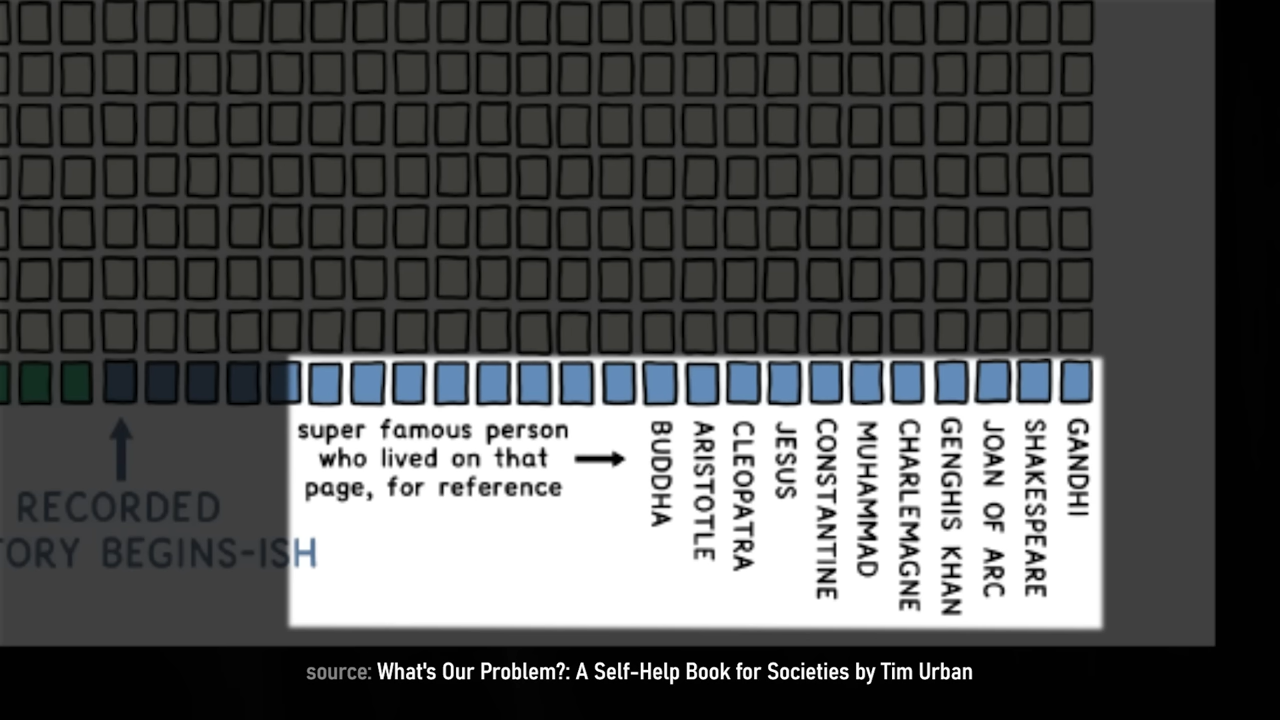 super famous person
who lived on that
page, for reference
BUDDHA
ARISTOTLE
CLEOPATRA
JESUS
CONSTANTINE
MUHAMMAD
CHARLEMAGNE
GENGHIS KHAN
JOAN OF ARC
SHAKESPEARE
GANDHI
RECORDED
TORY BEGINS-ISH
source: What's Our Problem?: A Self-Help Book for Societies by Tim Urban